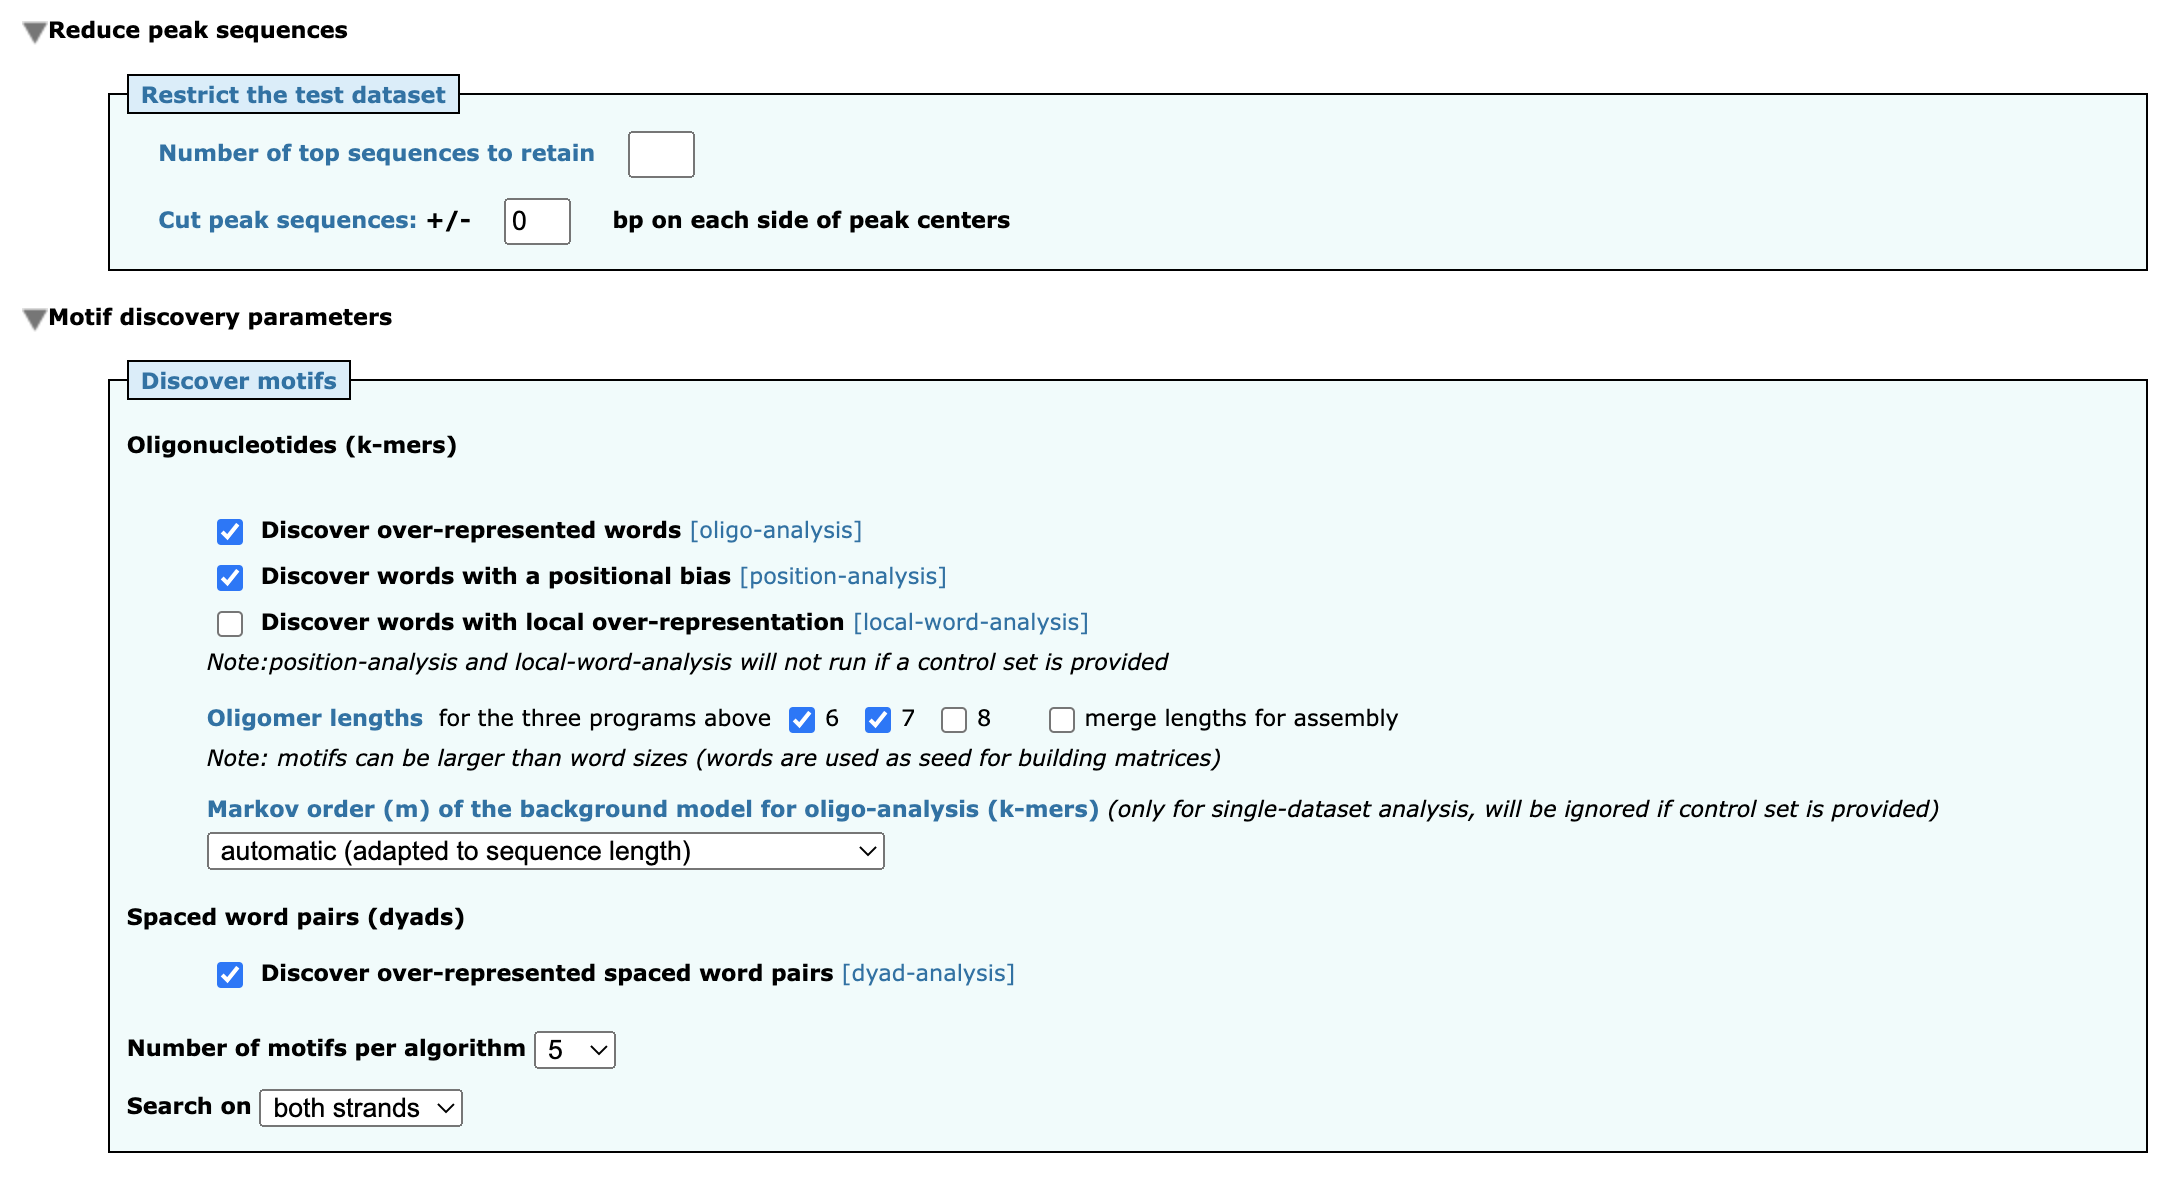 Reduce peak sequences
Restrict the test dataset
Number of top sequences to retain
Cut peak sequences: +/- 0 bp on each side of peak centers
Motif discovery parameters
Discover motifs
Oligonucleotides (k-mers)
Discover over-represented words [oligo-analysis]
Discover words with a positional bias [position-analysis]
Discover words with local over-representation [local-word-analysis]
Note:position-analysis and local-word-analysis will not run if a control set is provided
Oligomer lengths for the three programs above 6 7 8 merge lengths for assembly
Note: motifs can be larger than word sizes (words are used as seed for building matrices)
Markov order (m) of the background model for oligo-analysis (k-mers) (only for single-dataset analysis, will be ignored if control set is provided)
automatic (adapted to sequence length)
Spaced word pairs (dyads)
Discover over-represented spaced word pairs [dyad-analysis]
Number of motifs per algorithm 5
Search on both strands